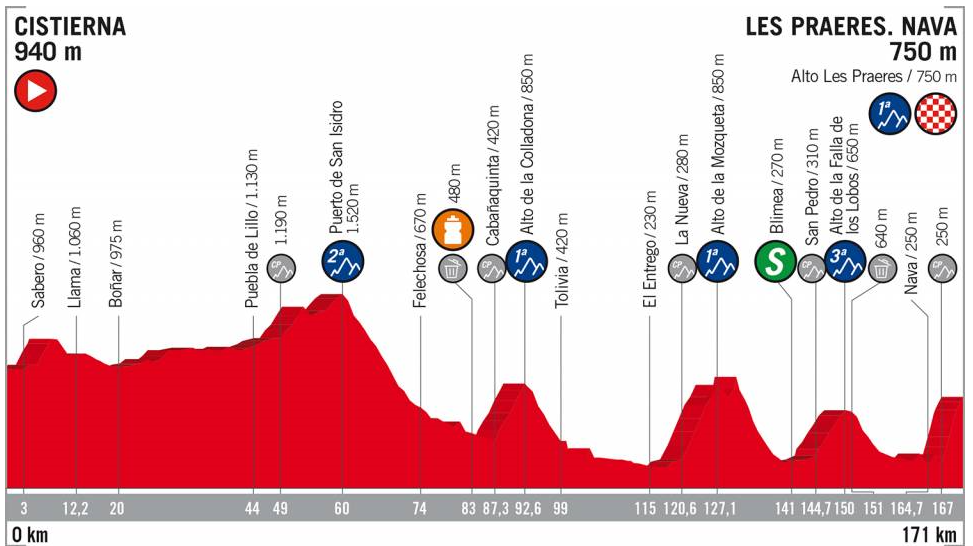 CISTIERNA
940 m
LES PRAERES. NAVA
750 m
Alto Les Praeres / 750 m
1ª
Sabero / 960 m
Llama / 1.060 m
Boñar / 975 m
Puebla de Lillo / 1.130 m
1.190 m
CP
Puerto de San Isidro
1.520 m
2ª
Felechosa / 670 m
480 m
Cabañaquinta / 420 m
CP
Alto de la Colladona / 850 m
1ª
Tolivia / 420 m
El Entrego / 230 m
La Nueva / 280 m
CP
Alto de la Mozqueta / 850 m
1ª
Blimea / 270 m
S
San Pedro / 310 m
CP
Alto de la Falla de
los Lobos / 650 m
3ª
640 m
Nava / 250 m
250 m
CP
3 12,2 20 44 49 60 74 83 87,3 92,6 99 115 120,6 127,1 141 144,7 150 151 164,7 167
0 km
171 km